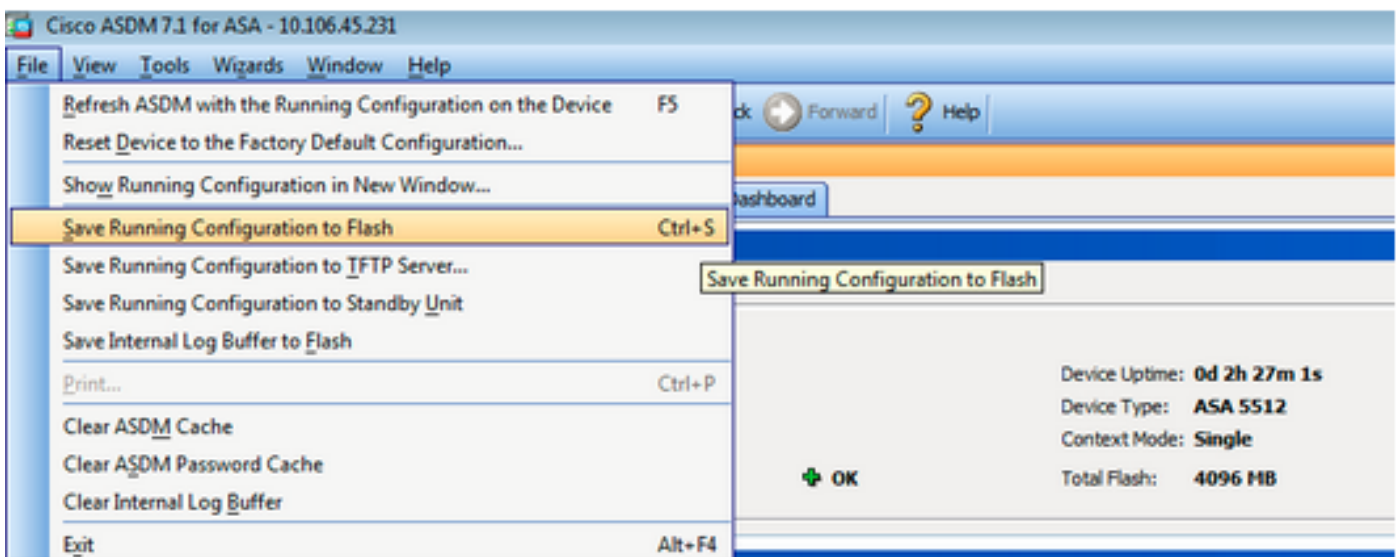 Cisco ASDM 7.1 for ASA - 10.106.45.231
File View Tools Wizards Window Help
Refresh ASDM with the Running Configuration on the Device F5
ck Forward Help
Reset Device to the Factory Default Configuration...
Show Running Configuration in New Window...
Dashboard
Save Running Configuration to Flash Ctrl+S
Save Running Configuration to TFTP Server...
Save Running Configuration to Flash
Save Running Configuration to Standby Unit
Save Internal Log Buffer to Flash
Print... Ctrl+P
Clear ASDM Cache
Clear ASDM Password Cache
Clear Internal Log Buffer
Exit Alt+F4
Device Uptime: 0d 2h 27m 1s
Device Type: ASA 5512
Context Mode: Single
OK
Total Flash: 4096 MB